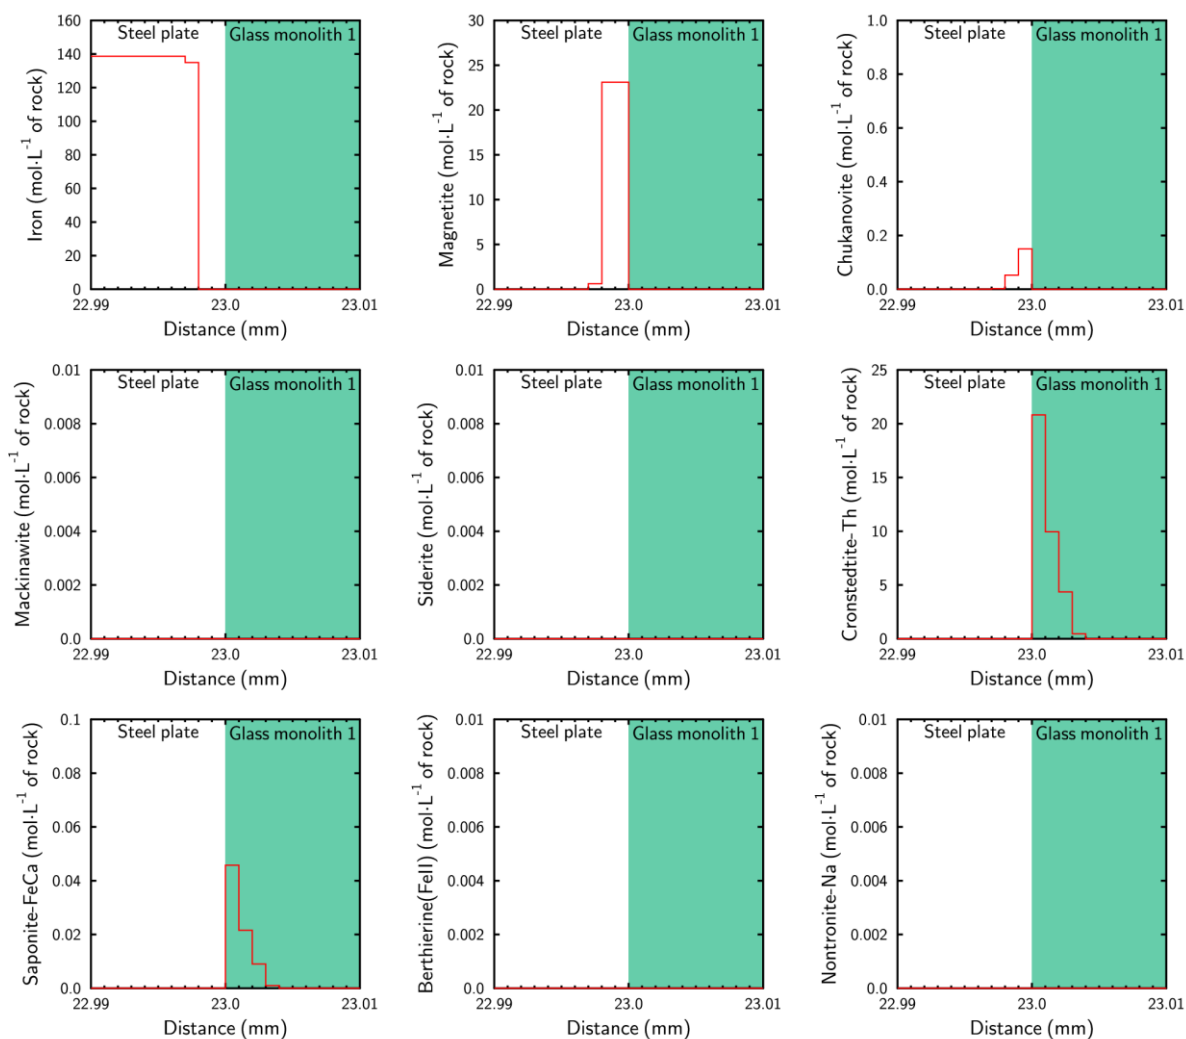 Iron (mol·L⁻¹ of rock)
160
140
120
100
80
60
40
20
0
Steel plate
Glass monolith 1
22.99
23.0
23.01
Distance (mm)
Magnetite (mol·L⁻¹ of rock)
30
25
20
15
10
5
0
Steel plate
Glass monolith 1
22.99
23.0
23.01
Distance (mm)
Chukanovite (mol·L⁻¹ of rock)
1.0
0.8
0.6
0.4
0.2
0.0
Steel plate
Glass monolith 1
22.99
23.0
23.01
Distance (mm)
Mackinawite (mol·L⁻¹ of rock)
0.01
0.008
0.006
0.004
0.002
0.0
Steel plate
Glass monolith 1
22.99
23.0
23.01
Distance (mm)
Siderite (mol·L⁻¹ of rock)
0.01
0.008
0.006
0.004
0.002
0.0
Steel plate
Glass monolith 1
22.99
23.0
23.01
Distance (mm)
Cronstedtite-Th (mol·L⁻¹ of rock)
25
20
15
10
5
0
Steel plate
Glass monolith 1
22.99
23.0
23.01
Distance (mm)
Saponite-FeCa (mol·L⁻¹ of rock)
0.1
0.08
0.06
0.04
0.02
0.0
Steel plate
Glass monolith 1
22.99
23.0
23.01
Distance (mm)
Berthierine(FeII) (mol·L⁻¹ of rock)
0.01
0.008
0.006
0.004
0.002
0.0
Steel plate
Glass monolith 1
22.99
23.0
23.01
Distance (mm)
Nontronite-Na (mol·L⁻¹ of rock)
0.01
0.008
0.006
0.004
0.002
0.0
Steel plate
Glass monolith 1
22.99
23.0
23.01
Distance (mm)